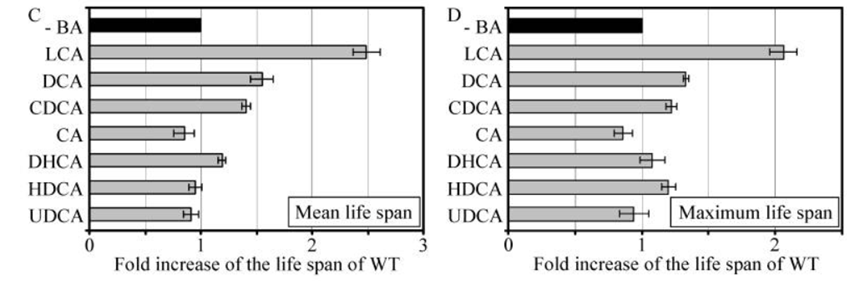 C
- BA
LCA
DCA
CDCA
CA
DHCA
HDCA
UDCA
Mean life span
0 1 2 3
Fold increase of the life span of WT
D
- BA
LCA
DCA
CDCA
CA
DHCA
HDCA
UDCA
Maximum life span
0 1 2
Fold increase of the life span of WT